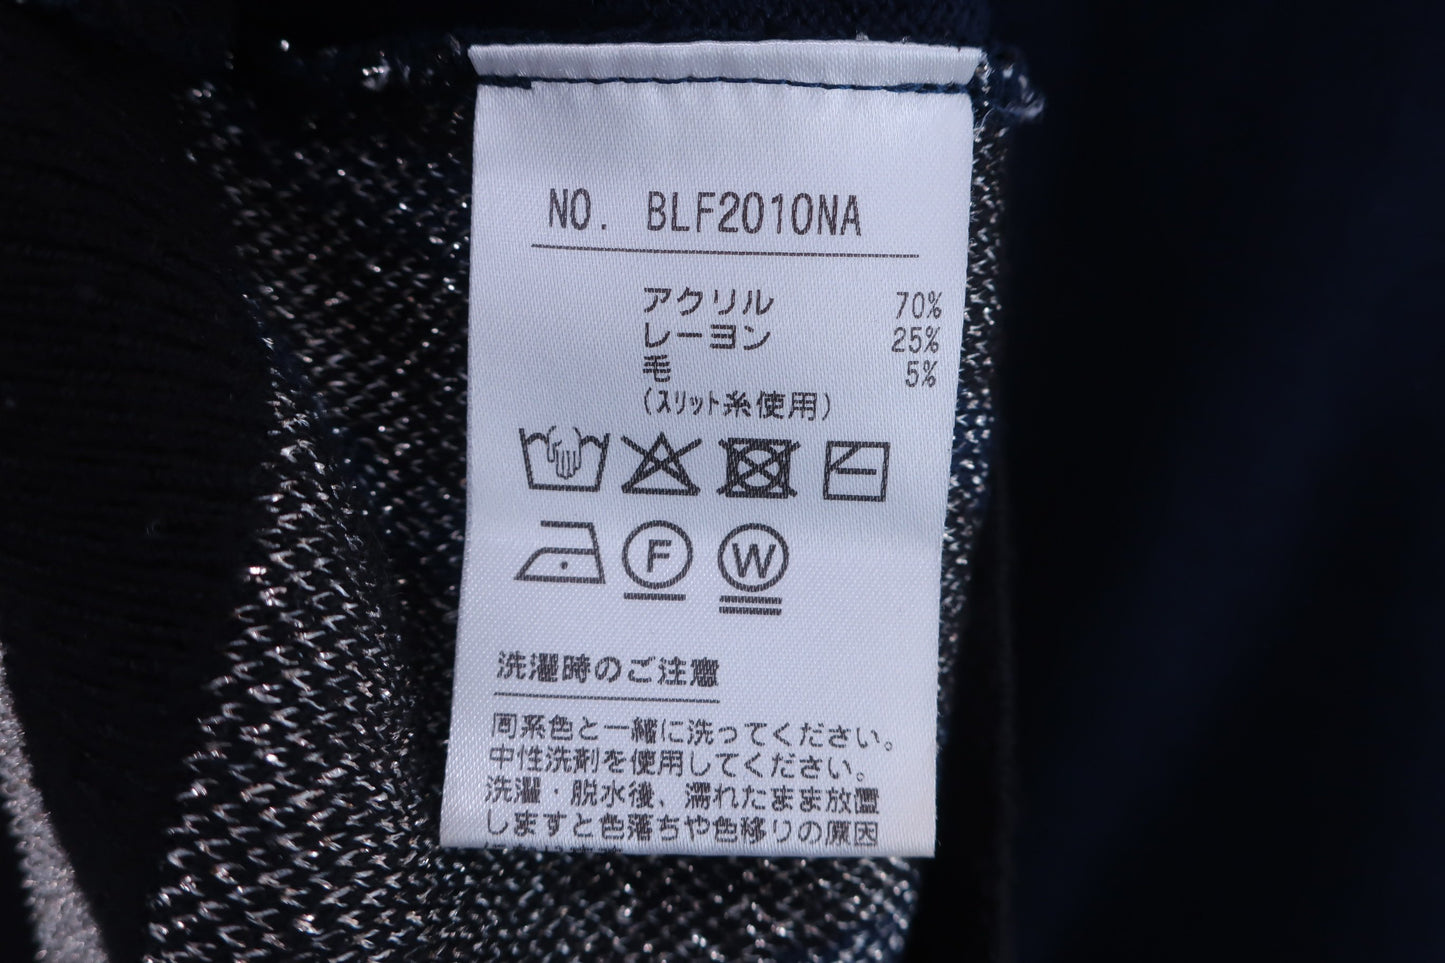 NO. BLF2010NA
アクリル 70%
レーヨン 25%
毛 5%
(ｽﾘｯﾄ糸使用)
F W
洗濯時のご注意
同系色と一緒に洗ってください。
中性洗剤を使用してください。
洗濯・脱水後、濡れたまま放置
しますと色落ちや色移りの原因